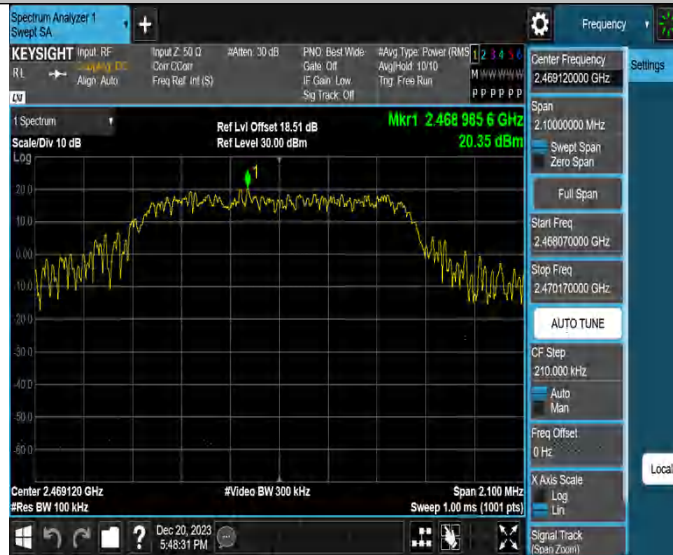 Spectrum Analyzer 1
Swept SA
+
Frequency
KEYSIGHT
RL
Input: RF
Coupling: DC
Align: Auto
Input Z: 50 Ω
Corr CCorr
Freq Ref: Int (S)
#Atten: 30 dB
PNO: Best Wide
Gate: Off
IF Gain: Low
Sig Track: Off
#Avg Type: Power (RMS
Avg|Hold: 10/10
Trig: Free Run
1 2 3 4 5 6
M W W W W W
P P P P P P
LW
1 Spectrum
Scale/Div 10 dB
Log
Ref Lvl Offset 18.51 dB
Ref Level 30.00 dBm
Mkr1 2.468 985 6 GHz
20.35 dBm
1
20.0
10.0
0.00
-10.0
-20.0
-30.0
-40.0
-50.0
-60.0
Center 2.469120 GHz
#Res BW 100 kHz
#Video BW 300 kHz
Span 2.100 MHz
Sweep 1.00 ms (1001 pts)
?
Dec 20, 2023
5:48:31 PM
Center Frequency
2.469120000 GHz
Span
2.10000000 MHz
Swept Span
Zero Span
Full Span
Start Freq
2.468070000 GHz
Stop Freq
2.470170000 GHz
AUTO TUNE
CF Step
210.000 kHz
Auto
Man
Freq Offset
0 Hz
X Axis Scale
Log
Lin
Signal Track
(Span Zoom)
Settings
Local